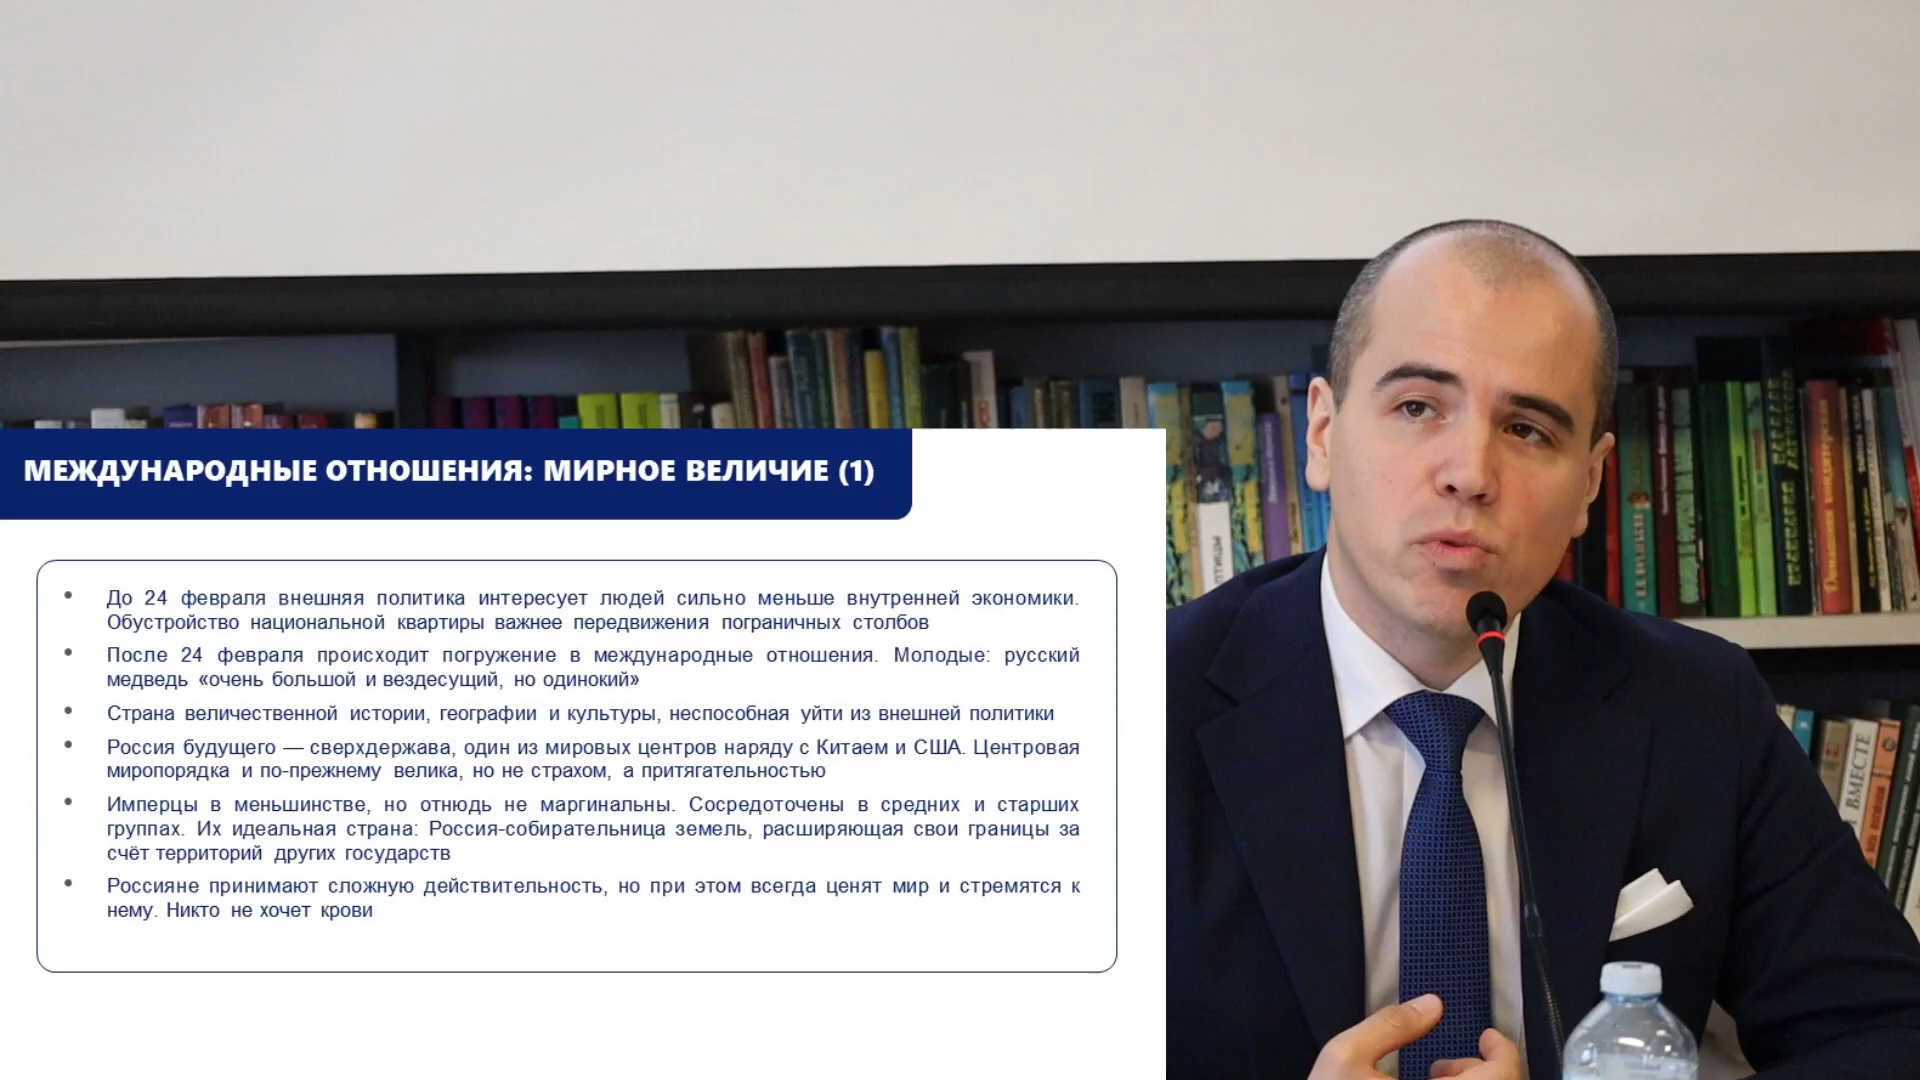 МЕЖДУНАРОДНЫЕ ОТНОШЕНИЯ: МИРНОЕ ВЕЛИЧИЕ (1)
• До 24 февраля внешняя политика интересует людей сильно меньше внутренней экономики.
Обустройство национальной квартиры важнее передвижения пограничных столбов
• После 24 февраля происходит погружение в международные отношения. Молодые: русский
медведь «очень большой и вездесущий, но одинокий»
• Страна величественной истории, географии и культуры, неспособная уйти из внешней политики
• Россия будущего — сверхдержава, один из мировых центров наряду с Китаем и США. Центровая
миропорядка и по-прежнему велика, но не страхом, а притягательностью
• Имперцы в меньшинстве, но отнюдь не маргинальны. Сосредоточены в средних и старших
группах. Их идеальная страна: Россия-собирательница земель, расширяющая свои границы за
счёт территорий других государств
• Россияне принимают сложную действительность, но при этом всегда ценят мир и стремятся к
нему. Никто не хочет крови
ВМЕСТЕ